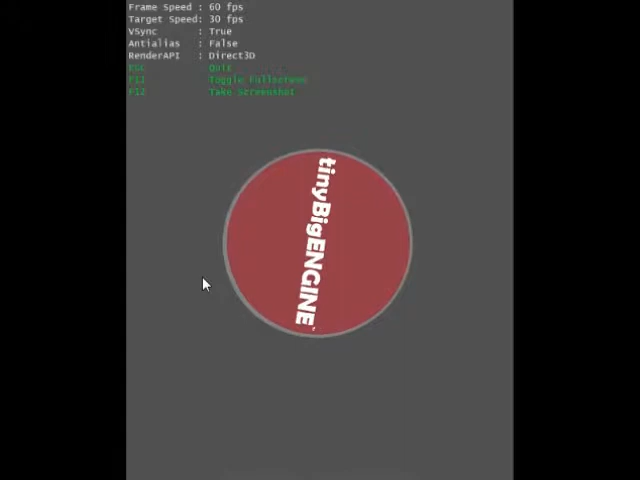 Frame Speed : 60 fps
Target Speed: 30 fps
VSync : True
Antialias : False
RenderAPI : Direct3D
ESC Quit
F11 Toggle Fullscreen
F12 Take Screenshot
tinyBigENGINE